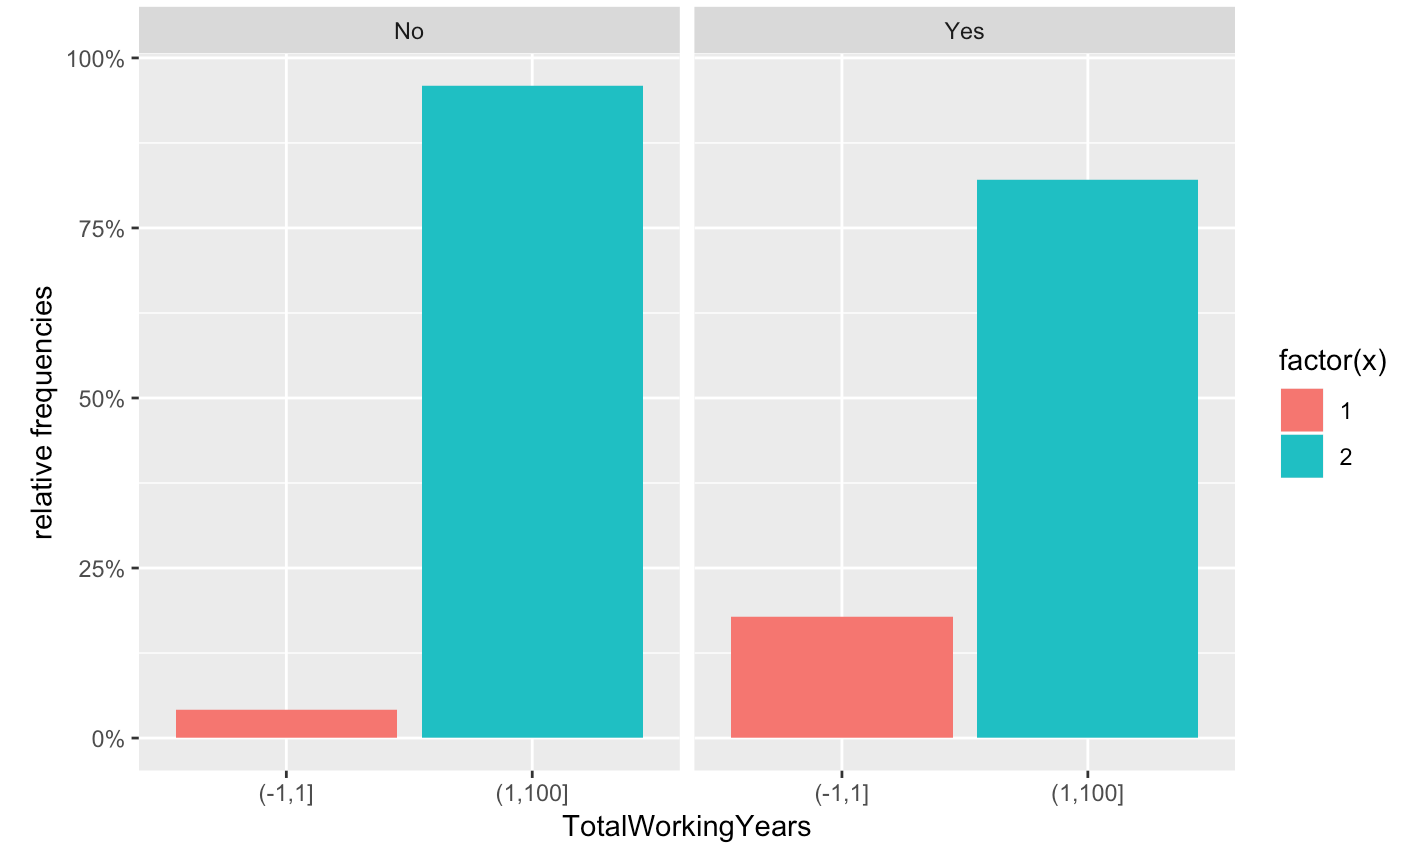 No
Yes
100%
75%
50%
25%
0%
relative frequencies
(-1,1]
(1,100]
(-1,1]
(1,100]
TotalWorkingYears
factor(x)
1
2